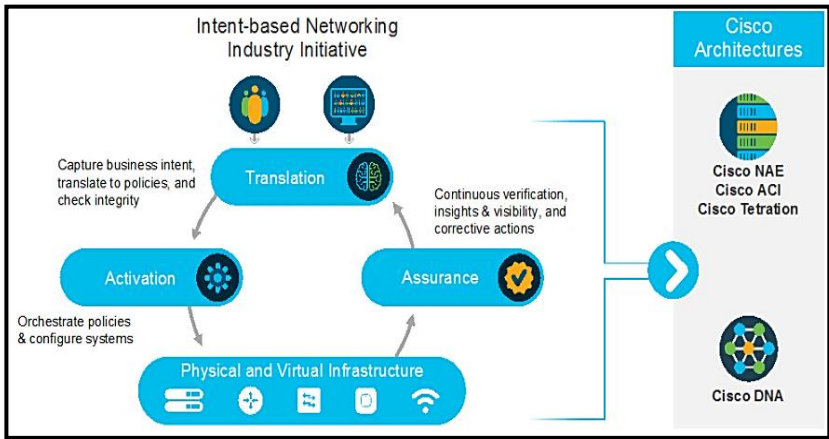 Intent-based Networking
Industry Initiative
Cisco
Architectures
Capture business intent,
translate to policies, and
check integrity
Translation
Continuous verification,
insights & visibility, and
corrective actions
Cisco NAE
Cisco ACI
Cisco Tetration
Activation
Assurance
Orchestrate policies
& configure systems
Physical and Virtual Infrastructure
Cisco DNA